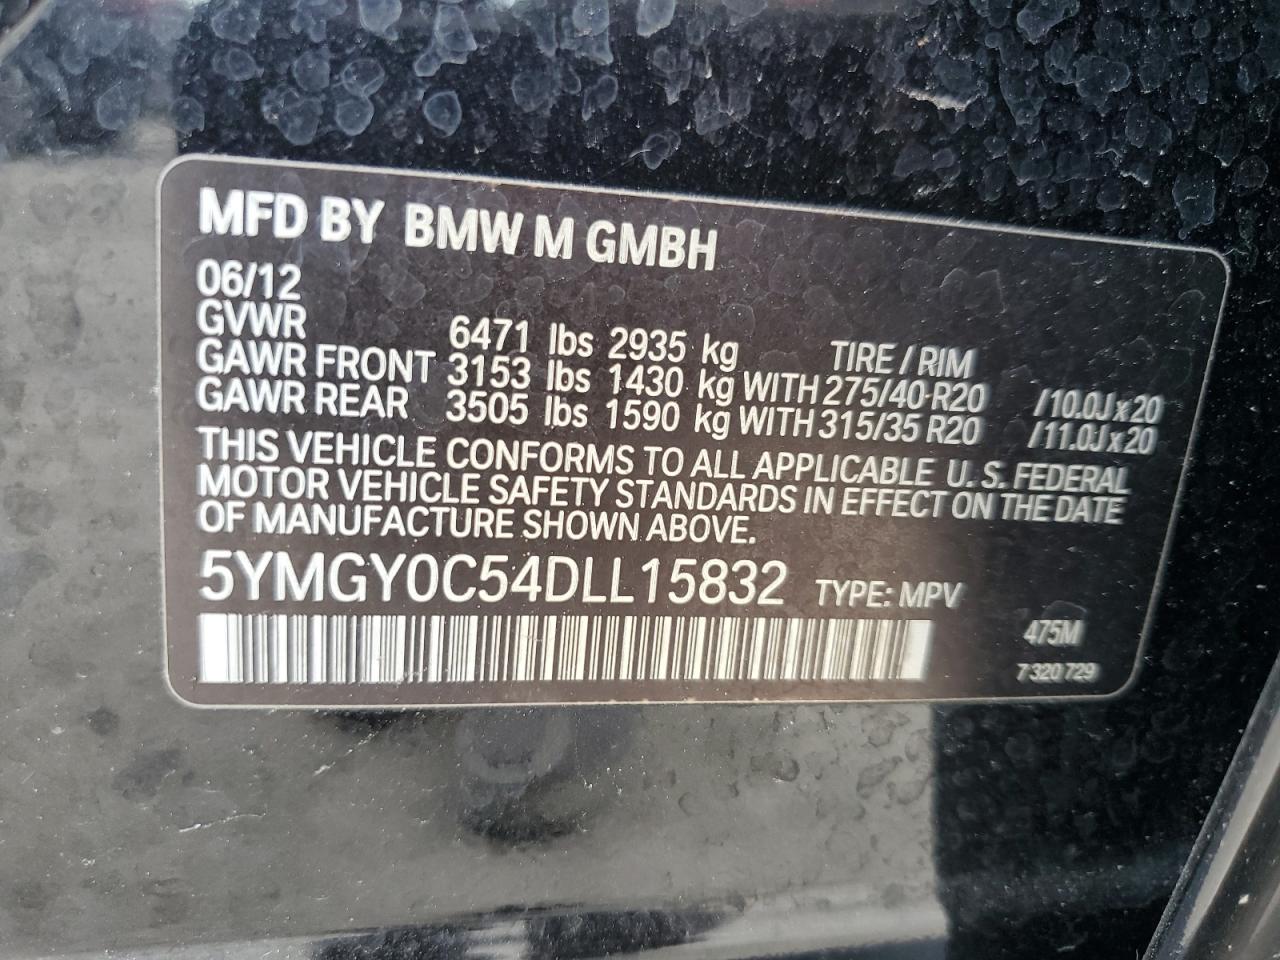 MFD BY BMW M GMBH
06/12
GVWR 6471 lbs 2935 kg TIRE / RIM
GAWR FRONT 3153 lbs 1430 kg WITH 275/40 R20 /10.0J x 20
GAWR REAR 3505 lbs 1590 kg WITH 315/35 R20 /11.0J x 20
THIS VEHICLE CONFORMS TO ALL APPLICABLE U.S. FEDERAL
MOTOR VEHICLE SAFETY STANDARDS IN EFFECT ON THE DATE
OF MANUFACTURE SHOWN ABOVE.
5YMGY0C54DLL15832 TYPE: MPV
475M
7 320 729